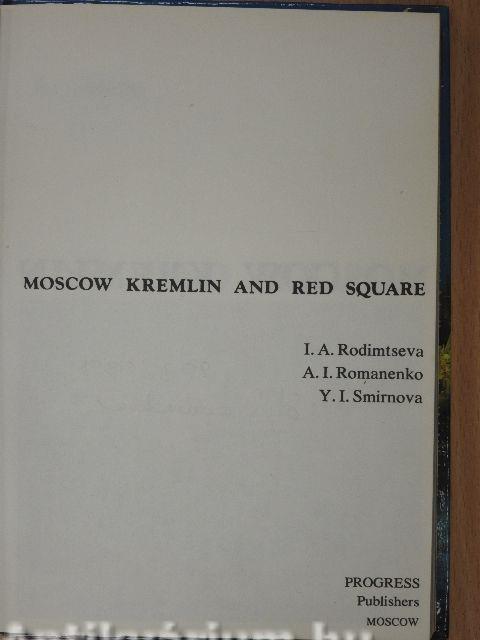 MOSCOW KREMLIN AND RED SQUARE
I. A. Rodimtseva
A. I. Romanenko
Y. I. Smirnova
PROGRESS
Publishers
MOSCOW